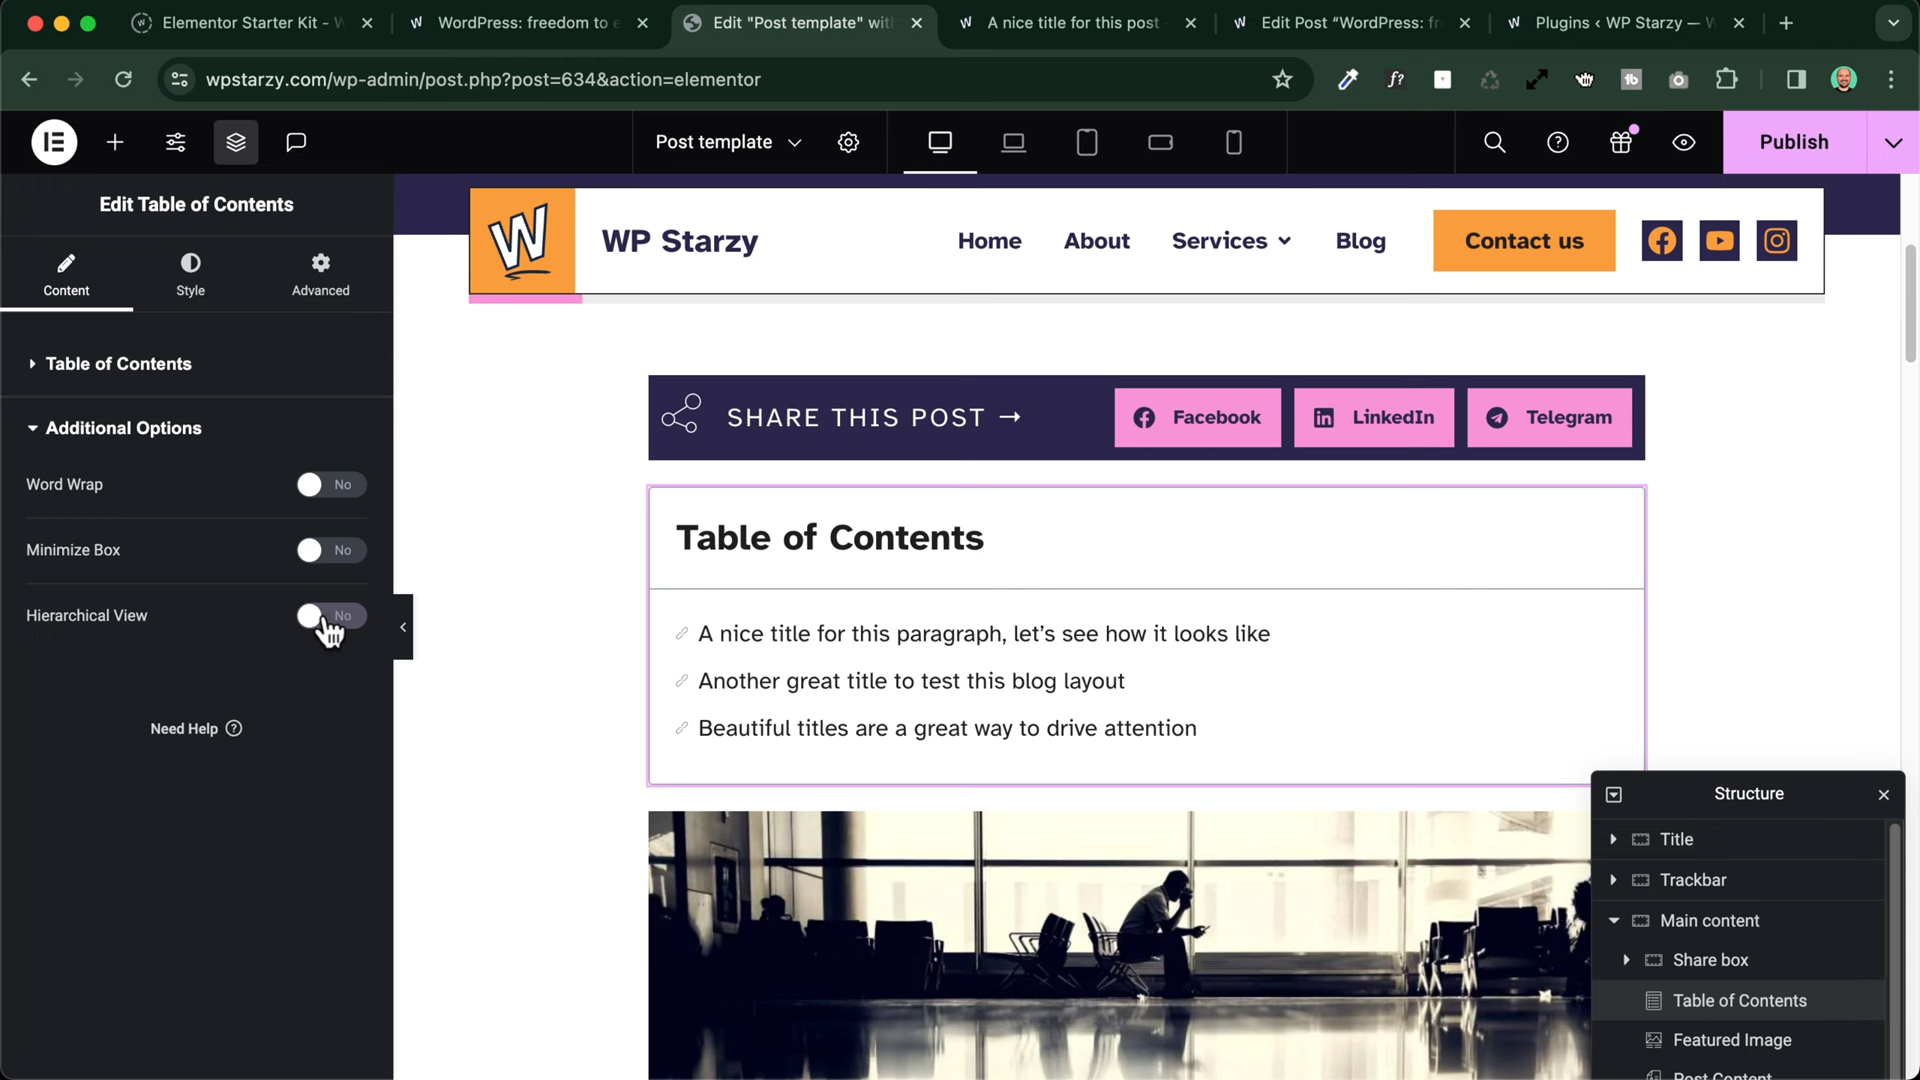 Elementor Starter Kit - W
WordPress: freedom to e
Edit "Post template" wit
A nice title for this post -
Edit Post “WordPress: fr
Plugins ‹ WP Starzy — W
wpstarzy.com/wp-admin/post.php?post=634&action=elementor
f?
tb
Post template
Publish
Edit Table of Contents
Content
Style
Advanced
Table of Contents
Additional Options
Word Wrap
No
Minimize Box
No
Hierarchical View
No
Need Help
W
WP Starzy
Home
About
Services
Blog
Contact us
SHARE THIS POST →
Facebook
LinkedIn
Telegram
Table of Contents
A nice title for this paragraph, let’s see how it looks like
Another great title to test this blog layout
Beautiful titles are a great way to drive attention
Structure
Title
Trackbar
Main content
Share box
Table of Contents
Featured Image
Post Content